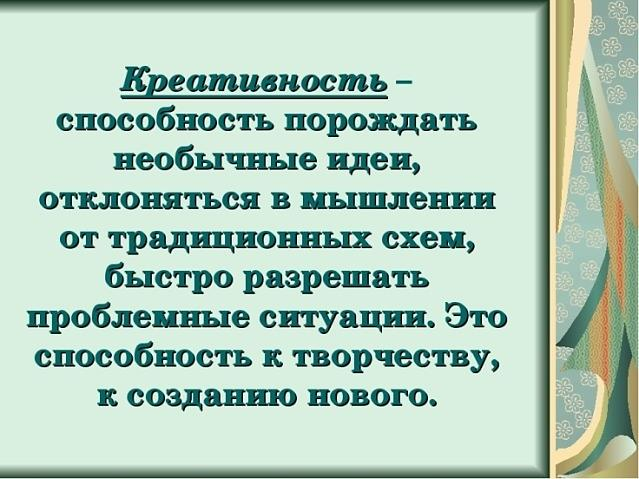 Креативность –
способность порождать
необычные идеи,
отклоняться в мышлении
от традиционных схем,
быстро разрешать
проблемные ситуации. Это
способность к творчеству,
к созданию нового.